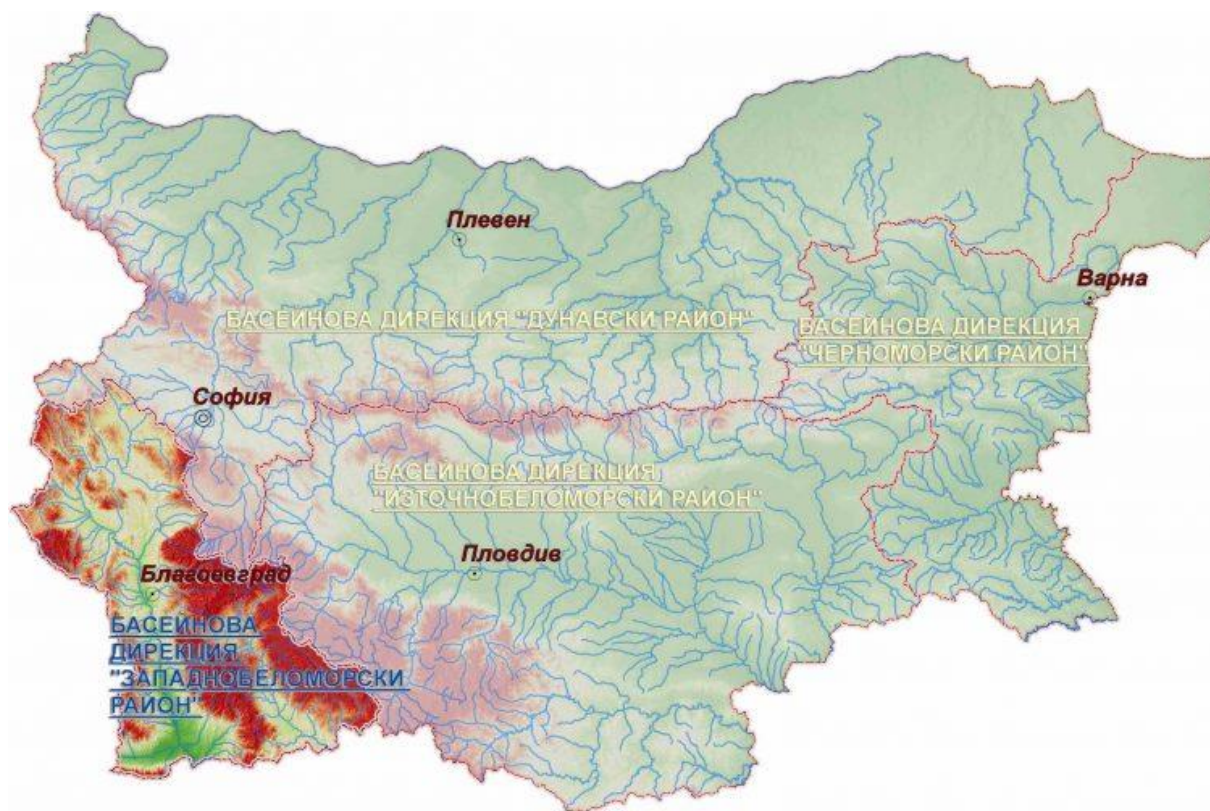 Плевен
Варна
БАСЕЙНОВА ДИРЕКЦИЯ "ДУНАВСКИ РАЙОН"
БАСЕЙНОВА ДИРЕКЦИЯ
"ЧЕРНОМОРСКИ РАЙОН"
София
БАСЕЙНОВА ДИРЕКЦИЯ
"ИЗТОЧНОБЕЛОМОРСКИ РАЙОН"
Пловдив
Благоевград
БАСЕЙНОВА
ДИРЕКЦИЯ
"ЗАПАДНОБЕЛОМОРСКИ
РАЙОН"